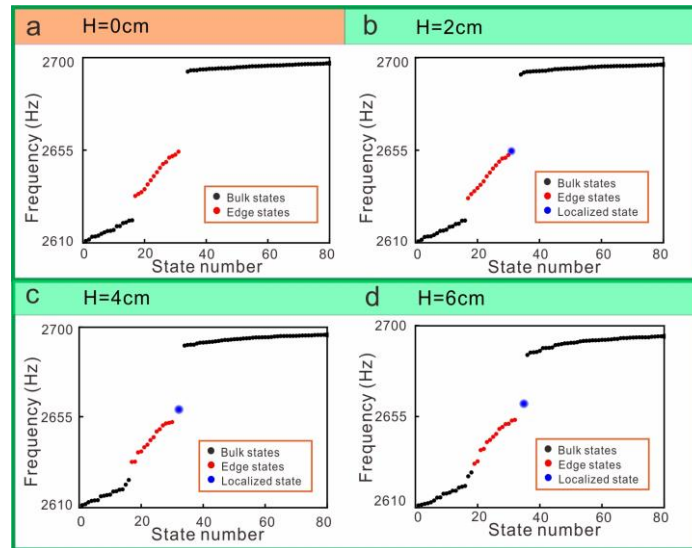 a H=0cm
b H=2cm
2700
2655
2610
Frequency (Hz)
0 20 40 60 80
State number
Bulk states
Edge states
2700
2655
2610
Frequency (Hz)
0 20 40 60 80
State number
Bulk states
Edge states
Localized state
c H=4cm
d H=6cm
2700
2655
2610
Frequency (Hz)
0 20 40 60 80
State number
Bulk states
Edge states
Localized state
2700
2655
2610
Frequency (Hz)
0 20 40 60 80
State number
Bulk states
Edge states
Localized state